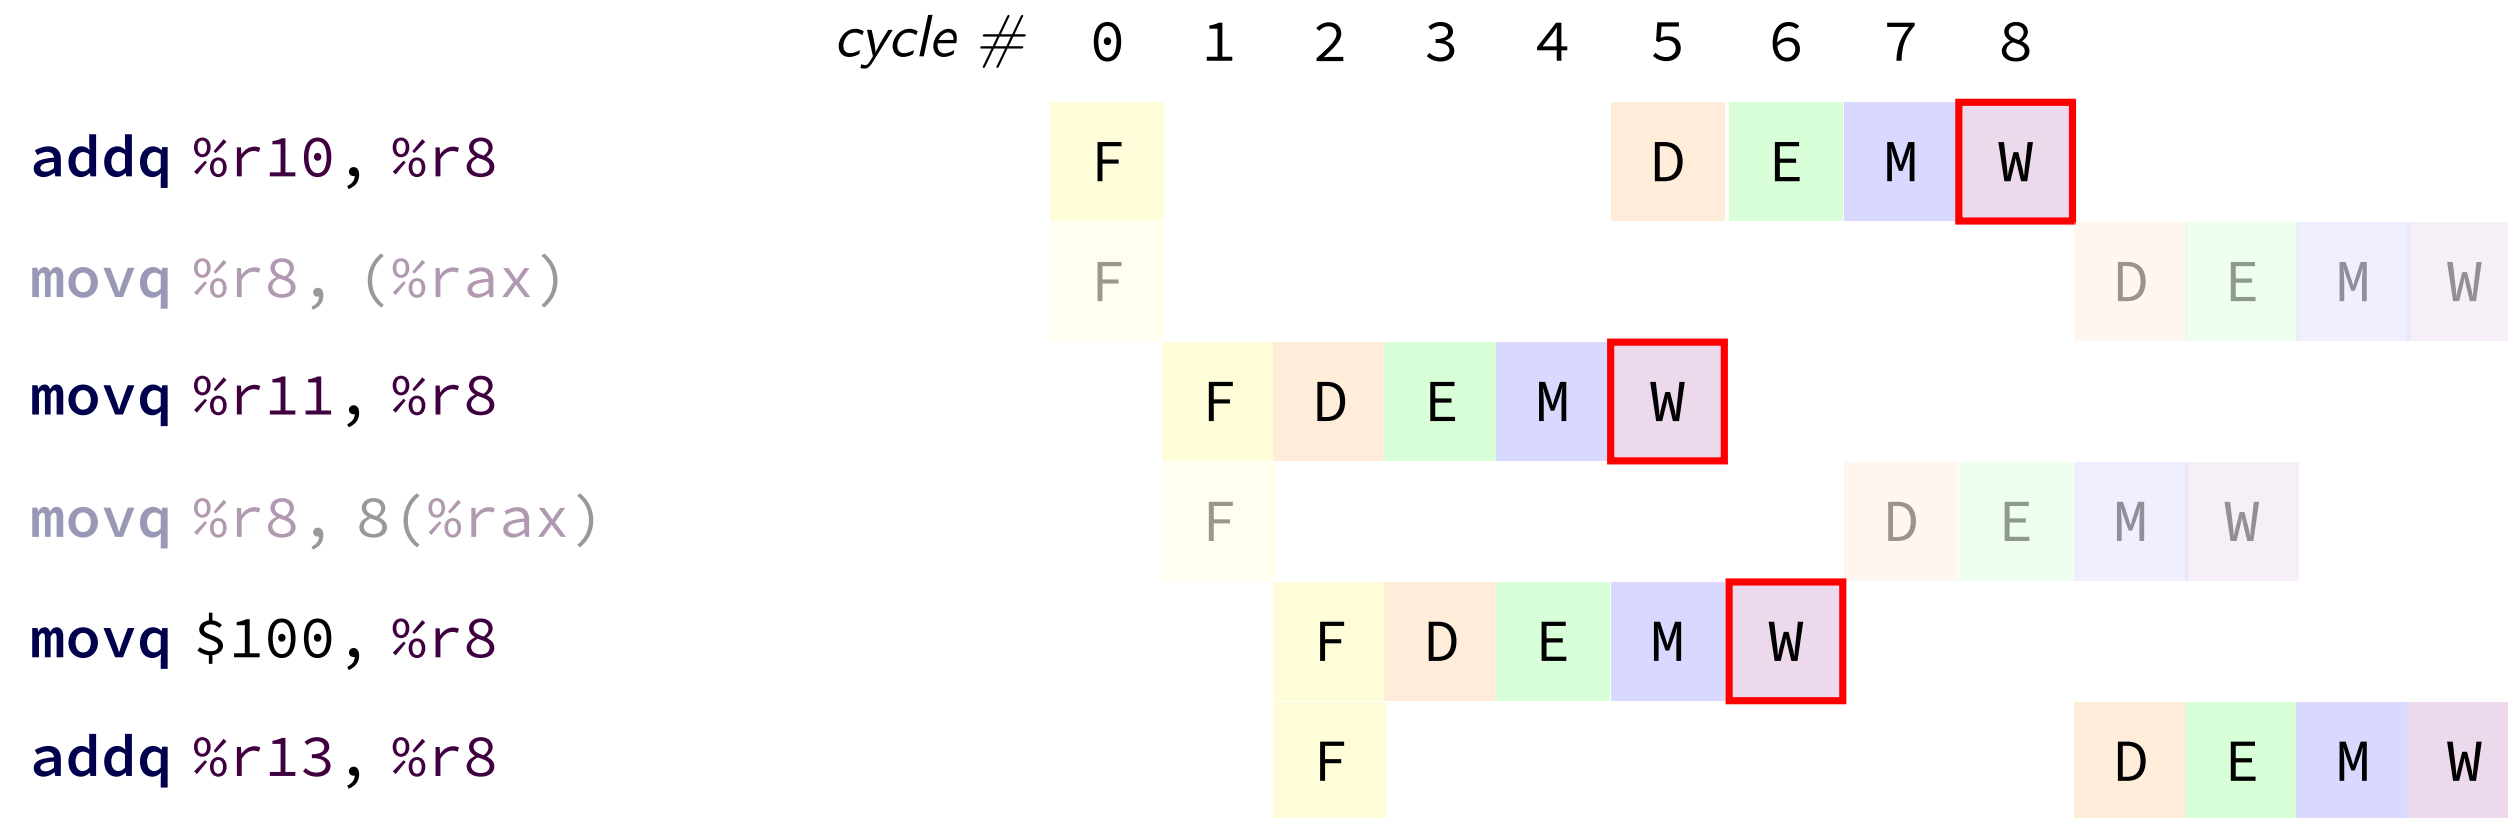 cycle # 0 1 2 3 4 5 6 7 8
addq %r10, %r8 F D E M W
movq %r8, (%rax) F D E M W
movq %r11, %r8 F D E M W
movq %r8, 8(%rax) F D E M W
movq $100, %r8 F D E M W
addq %r13, %r8 F D E M W